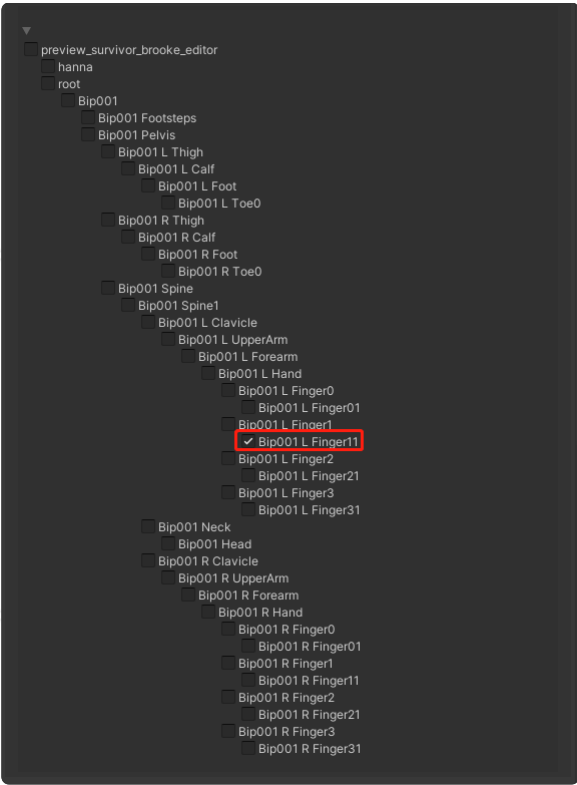 preview_survivor_brooke_editor
hanna
root
Bip001
Bip001 Footsteps
Bip001 Pelvis
Bip001 L Thigh
Bip001 L Calf
Bip001 L Foot
Bip001 L Toe0
Bip001 R Thigh
Bip001 R Calf
Bip001 R Foot
Bip001 R Toe0
Bip001 Spine
Bip001 Spine1
Bip001 L Clavicle
Bip001 L UpperArm
Bip001 L Forearm
Bip001 L Hand
Bip001 L Finger0
Bip001 L Finger01
Bip001 L Finger1
Bip001 L Finger11
Bip001 L Finger2
Bip001 L Finger21
Bip001 L Finger3
Bip001 L Finger31
Bip001 Neck
Bip001 Head
Bip001 R Clavicle
Bip001 R UpperArm
Bip001 R Forearm
Bip001 R Hand
Bip001 R Finger0
Bip001 R Finger01
Bip001 R Finger1
Bip001 R Finger11
Bip001 R Finger2
Bip001 R Finger21
Bip001 R Finger3
Bip001 R Finger31